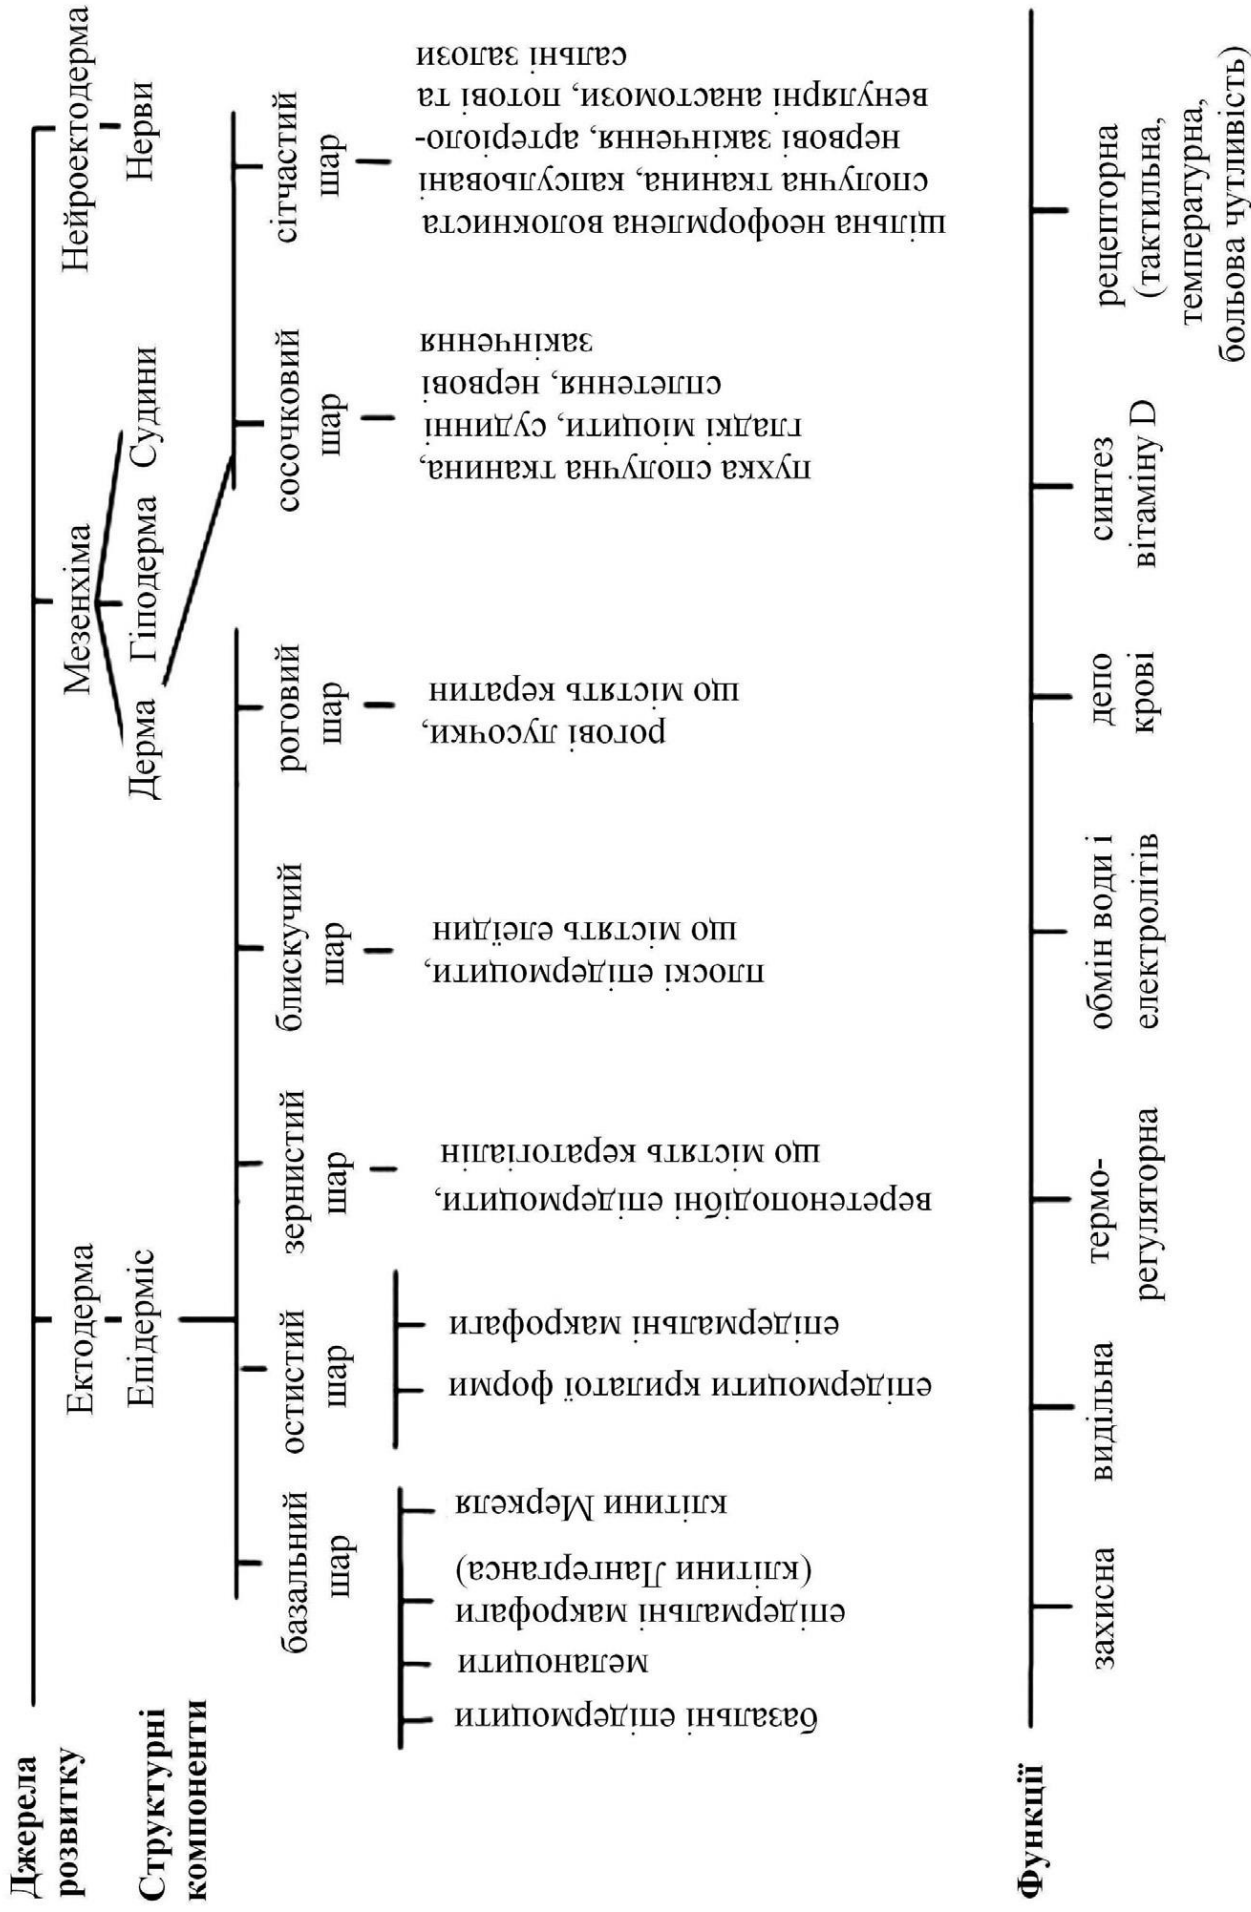 Джерела
розвитку
Ектодерма
Мезенхіма
Нейроектодерма
Структурні
компоненти
Епідерміс
Дерма
Гіподерма
Судини
Нерви
базальний
шар
остистий
шар
зернистий
шар
блискучий
шар
роговий
шар
сосочковий
шар
сітчастий
шар
базальні епідермоцити
меланоцити
епідермальні макрофаги
(клітини Лангерганса)
клітини Меркеля
епідермоцити крилатої форми
епідермальні макрофаги
веретеноподібні епідермоцити,
що містять кератогіалін
плоскі епідермоцити,
що містять елеїдин
рогові лусочки,
що містять кератин
пухка сполучна тканина,
гладкі міоцити, судинні
сплетення, нервові
закінчення
щільна неоформлена волокниста
сполучна тканина, капсульовані
нервові закінчення, артеріоло-
венулярні анастомози, потові та
сальні залози
Функції
захисна
видільна
термо-
регуляторна
обмін води і
електролітів
депо
крові
синтез
вітаміну D
рецепторна
(тактильна,
температурна,
больова чутливість)